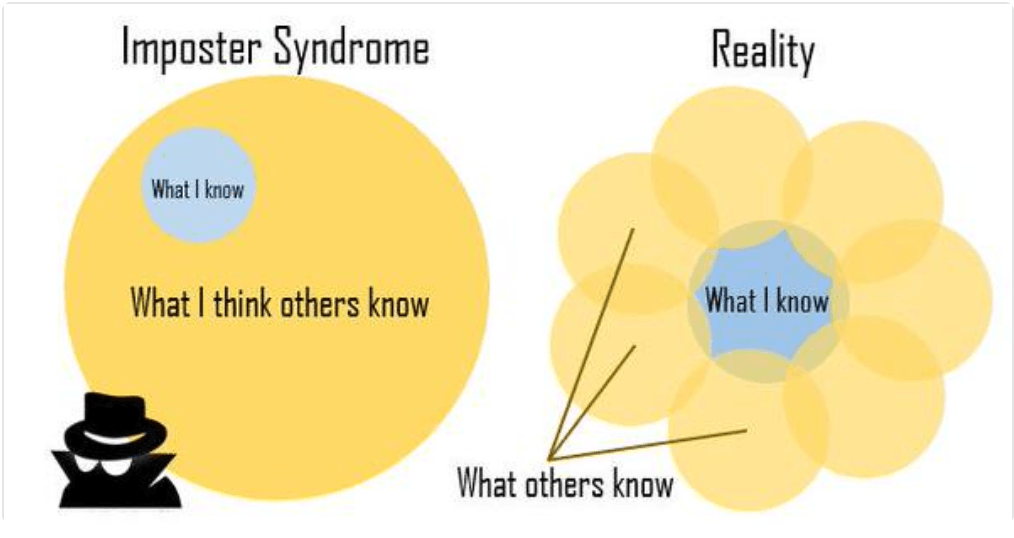 Imposter Syndrome
What I know
What I think others know
Reality
What I know
What others know